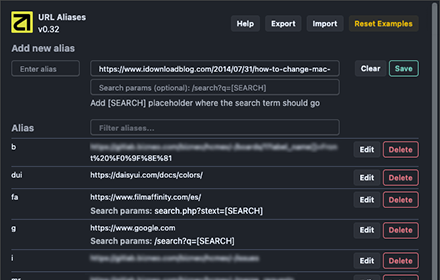 URL Aliases
v0.32
Help
Export
Import
Reset Examples
Add new alias
Enter alias
https://www.idownloadblog.com/2014/07/31/how-to-change-mac-
Clear
Save
Search params (optional): /search?q=[SEARCH]
Add [SEARCH] placeholder where the search term should go
Alias
Filter aliases...
b
t%20%F0%9F%8E%81
Edit
Delete
dui
https://daisyui.com/docs/colors/
Edit
Delete
fa
https://www.filmaffinity.com/es/
Search params: search.php?stext=[SEARCH]
Edit
Delete
g
https://www.google.com
Search params: /search?q=[SEARCH]
Edit
Delete
i
Edit
Delete